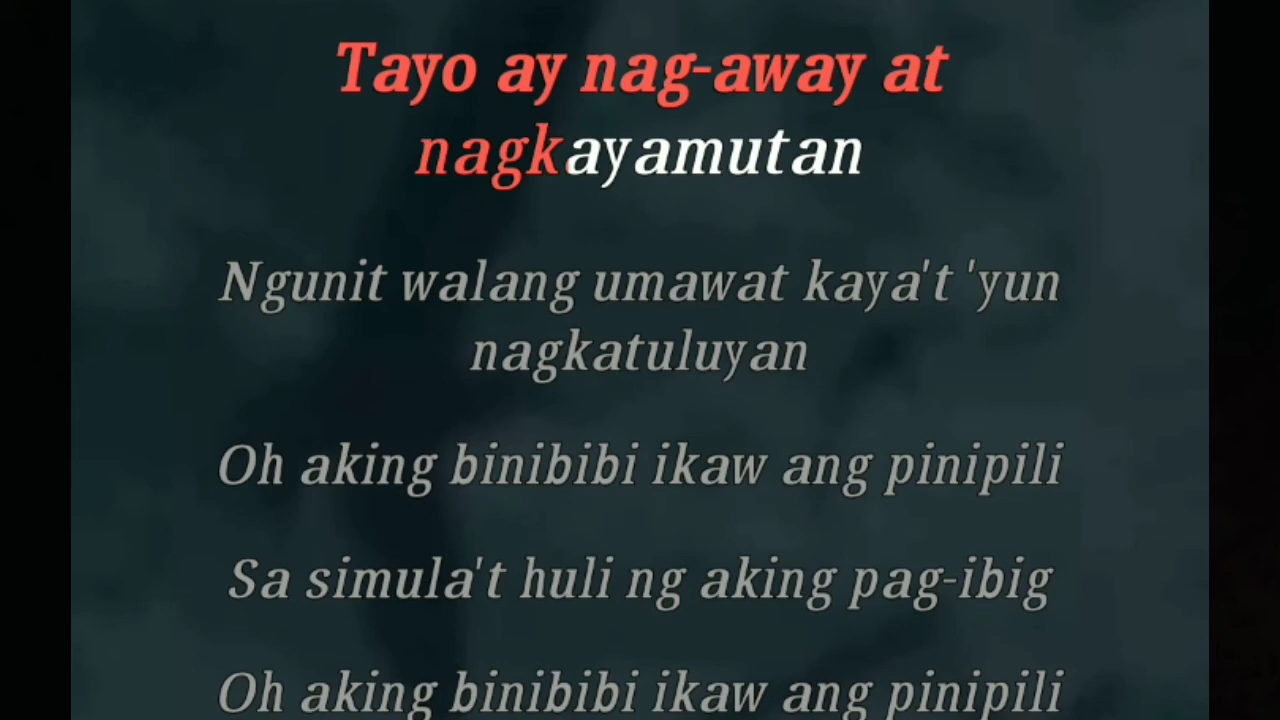 Tayo ay nag-away at
nagkayamutan
Ngunit walang umawat kaya't 'yun
nagkatuluyan
Oh aking binibibi ikaw ang pinipili
Sa simula't huli ng aking pag-ibig
Oh aking binibibi ikaw ang pinipili